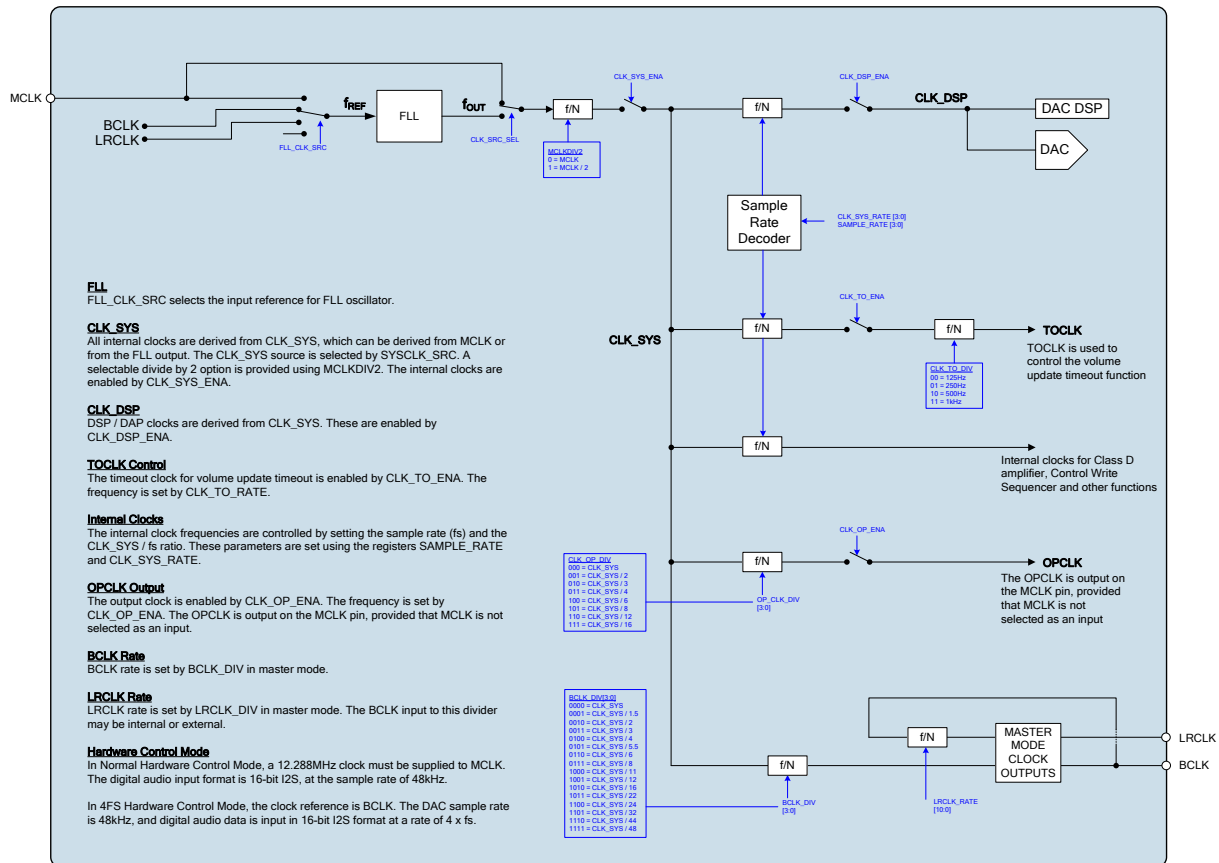 MCLK
BCLK
LRCLK
FLL_CLK_SRC
fREF
FLL
fOUT
CLK_SRC_SEL
f/N
MCLKDIV2
0 = MCLK
1 = MCLK / 2
CLK_SYS_ENA
f/N
CLK_DSP_ENA
CLK_DSP
DAC DSP
DAC
Sample
Rate
Decoder
CLK_SYS_RATE [3:0]
SAMPLE_RATE [3:0]
CLK_SYS
f/N
CLK_TO_ENA
f/N
CLK_TO_DIV
00 = 125Hz
01 = 250Hz
10 = 500Hz
11 = 1kHz
TOCLK
TOCLK is used to
control the volume
update timeout function
f/N
Internal clocks for Class D
amplifier, Control Write
Sequencer and other functions
CLK_OP_DIV
000 = CLK_SYS
001 = CLK_SYS / 2
010 = CLK_SYS / 3
011 = CLK_SYS / 4
100 = CLK_SYS / 6
101 = CLK_SYS / 8
110 = CLK_SYS / 12
111 = CLK_SYS / 16
f/N
OP_CLK_DIV
[3:0]
CLK_OP_ENA
OPCLK
The OPCLK is output on
the MCLK pin, provided
that MCLK is not
selected as an input
BCLK_DIV[3:0]
0000 = CLK_SYS
0001 = CLK_SYS / 1.5
0010 = CLK_SYS / 2
0011 = CLK_SYS / 3
0100 = CLK_SYS / 4
0101 = CLK_SYS / 5.5
0110 = CLK_SYS / 6
0111 = CLK_SYS / 8
1000 = CLK_SYS / 11
1001 = CLK_SYS / 12
1010 = CLK_SYS / 16
1011 = CLK_SYS / 22
1100 = CLK_SYS / 24
1101 = CLK_SYS / 32
1110 = CLK_SYS / 44
1111 = CLK_SYS / 48
f/N
BCLK_DIV
[3:0]
f/N
LRCLK_RATE
[10:0]
MASTER
MODE
CLOCK
OUTPUTS
LRCLK
BCLK
FLL
FLL_CLK_SRC selects the input reference for FLL oscillator.
CLK_SYS
All internal clocks are derived from CLK_SYS, which can be derived from MCLK or
from the FLL output. The CLK_SYS source is selected by SYSCLK_SRC. A
selectable divide by 2 option is provided using MCLKDIV2. The internal clocks are
enabled by CLK_SYS_ENA.
CLK_DSP
DSP / DAP clocks are derived from CLK_SYS. These are enabled by
CLK_DSP_ENA.
TOCLK Control
The timeout clock for volume update timeout is enabled by CLK_TO_ENA. The
frequency is set by CLK_TO_RATE.
Internal Clocks
The internal clock frequencies are controlled by setting the sample rate (fs) and the
CLK_SYS / fs ratio. These parameters are set using the registers SAMPLE_RATE
and CLK_SYS_RATE.
OPCLK Output
The output clock is enabled by CLK_OP_ENA. The frequency is set by
CLK_OP_ENA. The OPCLK is output on the MCLK pin, provided that MCLK is not
selected as an input.
BCLK Rate
BCLK rate is set by BCLK_DIV in master mode.
LRCLK Rate
LRCLK rate is set by LRCLK_DIV in master mode. The BCLK input to this divider
may be internal or external.
Hardware Control Mode
In Normal Hardware Control Mode, a 12.288MHz clock must be supplied to MCLK.
The digital audio input format is 16-bit I2S, at the sample rate of 48kHz.
In 4FS Hardware Control Mode, the clock reference is BCLK. The DAC sample rate
is 48kHz, and digital audio data is input in 16-bit I2S format at a rate of 4 x fs.